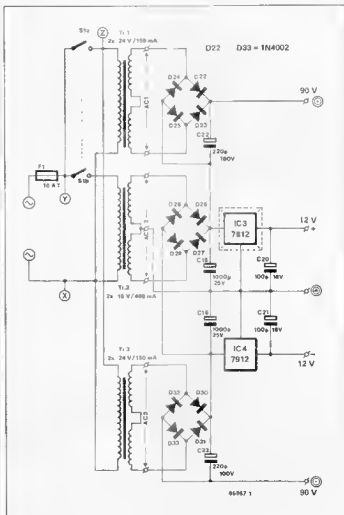 S1a
Z
Tr.1
2x 24 V/150 mA
D22 D33 = 1N4002
D24
C22
D25
D23
AC1
C22
220µ
100V
90 V
F1
10 A T
S1b
Y
X
Tr.2
2x 18 V/400 mA
D28
D26
D29
D27
IC3
7812
12 V
+
C18
1000µ
25V
C20
100µ 16V
C19
1000µ
25V
C21
100µ 16V
IC4
7912
12 V
Tr.3
2x 24 V/150 mA
AC3
D32
D30
D33
D31
C23
220µ
100V
90 V
86067 1